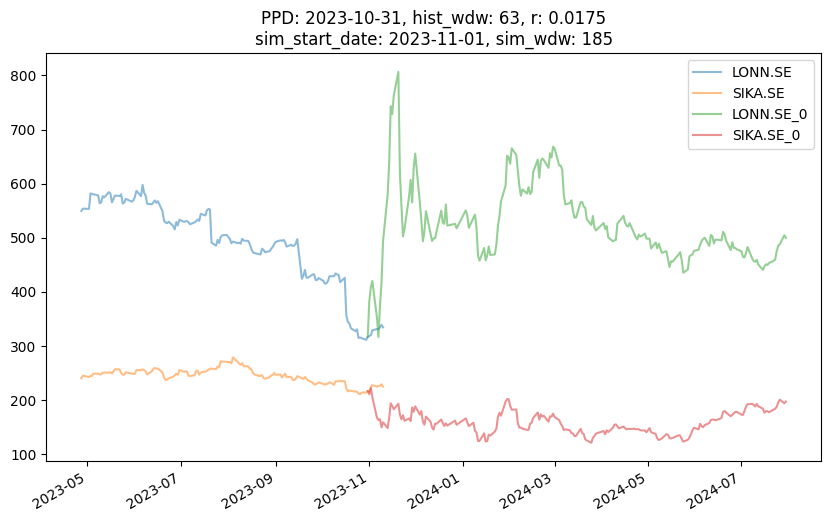 PPD: 2023-10-31, hist_wdw: 63, r: 0.0175
sim_start_date: 2023-11-01, sim_wdw: 185
LONN.SE
SIKA.SE
LONN.SE_0
SIKA.SE_0
800
700
600
500
400
300
200
100
2023-05
2023-07
2023-09
2023-11
2024-01
2024-03
2024-05
2024-07